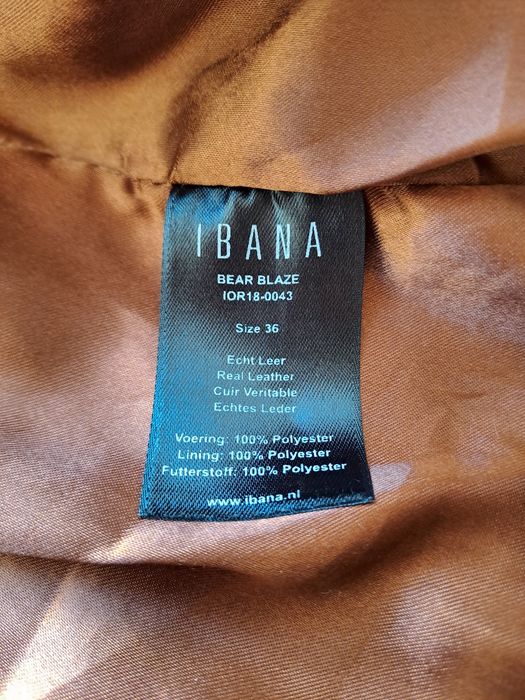 IBANA
BEAR BLAZE
IOR18-0043
Size 36
Echt Leer
Real Leather
Cuir Veritable
Echtes Leder
Voering: 100% Polyester
Lining: 100% Polyester
Futterstoff: 100% Polyester
www.ibana.nl